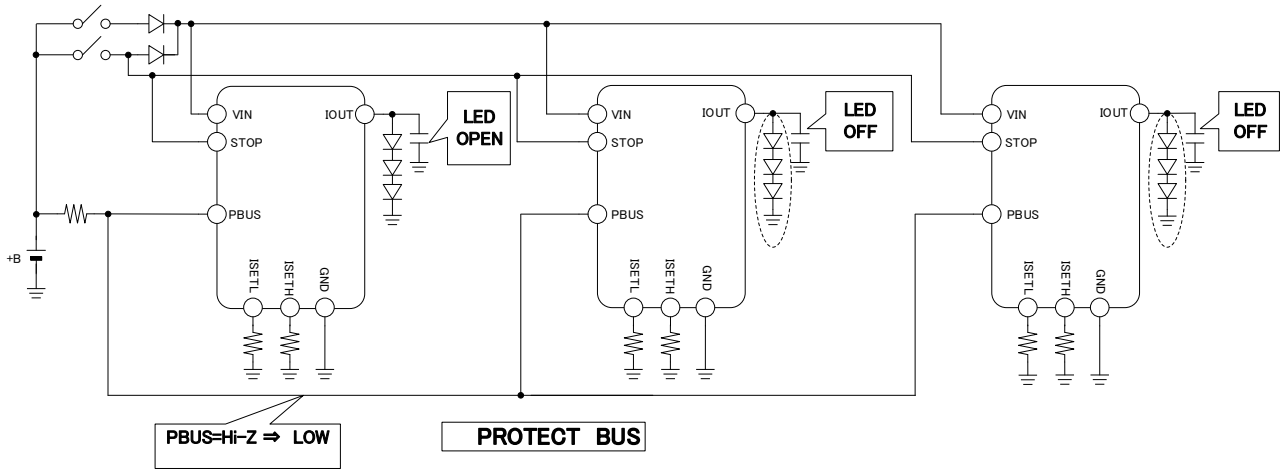 VIN
STOP
PBUS
IOUT
ISETL
ISETH
GND
LED
OPEN
VIN
STOP
PBUS
IOUT
ISETL
ISETH
GND
LED
OFF
VIN
STOP
PBUS
IOUT
ISETL
ISETH
GND
LED
OFF
+B
PBUS=Hi-Z ⇒ LOW
PROTECT BUS